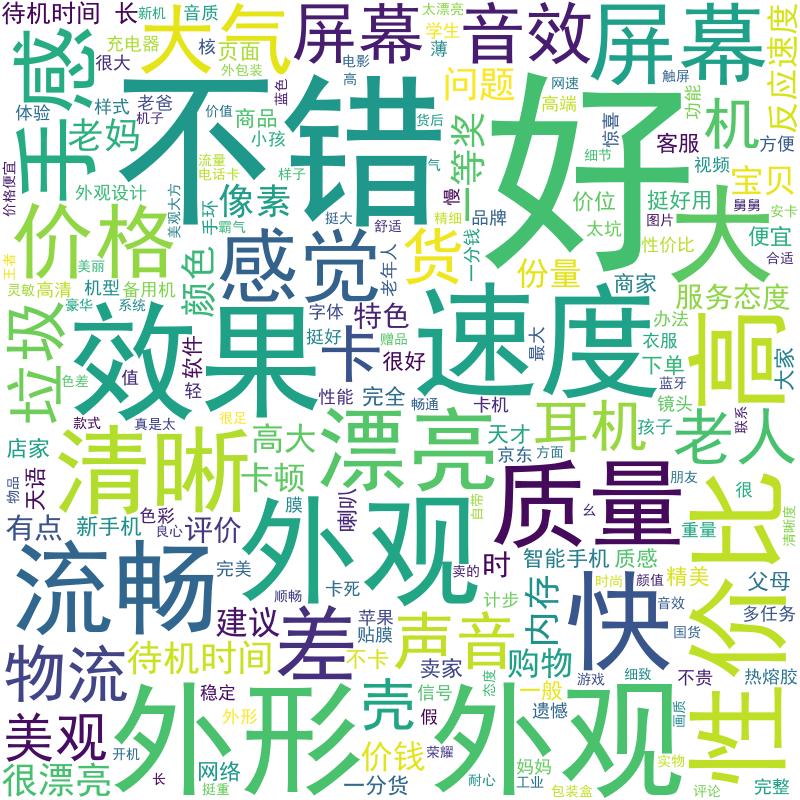 待机时间
长
新机
音质
大气
屏幕
音效
太漂亮
学生
薄
屏幕
反应速度
手感
充电器
很大
核
页面
外包装
电影
高
问题
网速
高端
触屏
功能
体验
样式
老爸
机子
价值
商品
蓝色
不错
好
货后
一等奖
惊喜
机
客服
方便
老妈
小孩
细节
视频
宝贝
价格便宜
流量
电话卡
气
慢
外观设计
美观大方
手环
样子
霸气
像素
挺大
舒适
精细
品牌
价位
太坑
挺好用
图片
性价比
舅舅
安卡
合适
便宜
大
价格
感觉
货
一分钱
老年人
份量
商家
服务态度
王者
灵敏
美丽
高清
豪华
机型
系统
备用机
颜色
字体
挺好
赠品
特色
卡
很好
效果
速度
最大
办法
衣服
下单
高
大家
垃圾
色差
值
轻
软件
性能
完全
畅通
卡机
蓝牙
镜头
联系
款式
真是太
很足
清晰
高大
卡顿
漂亮
天才
京东
耳机
方面
孩子
老人
店家
物品
天语
有点
新手机
色彩
良心
评价
膜
喇叭
外观
自带
卖的
质量
幺
朋友
很
重量
清晰度
性价比
流畅
完美
顺畅
卡死
建议
苹果
贴膜
差
时
计步
智能手机
质感
内存
快
时尚
颜值
精美
音效
国货
父母
多任务
物流
待机时间
不卡
声音
卖家
购物
一般
游戏
细致
不贵
热熔胶
美观
稳定
外形
外形
壳
信号
假
态度
外观
遗憾
画质
很漂亮
开机
长
挺重
网络
价钱
荣耀
一分货
耐心
妈妈
工业
包装盒
实物
评论
完整